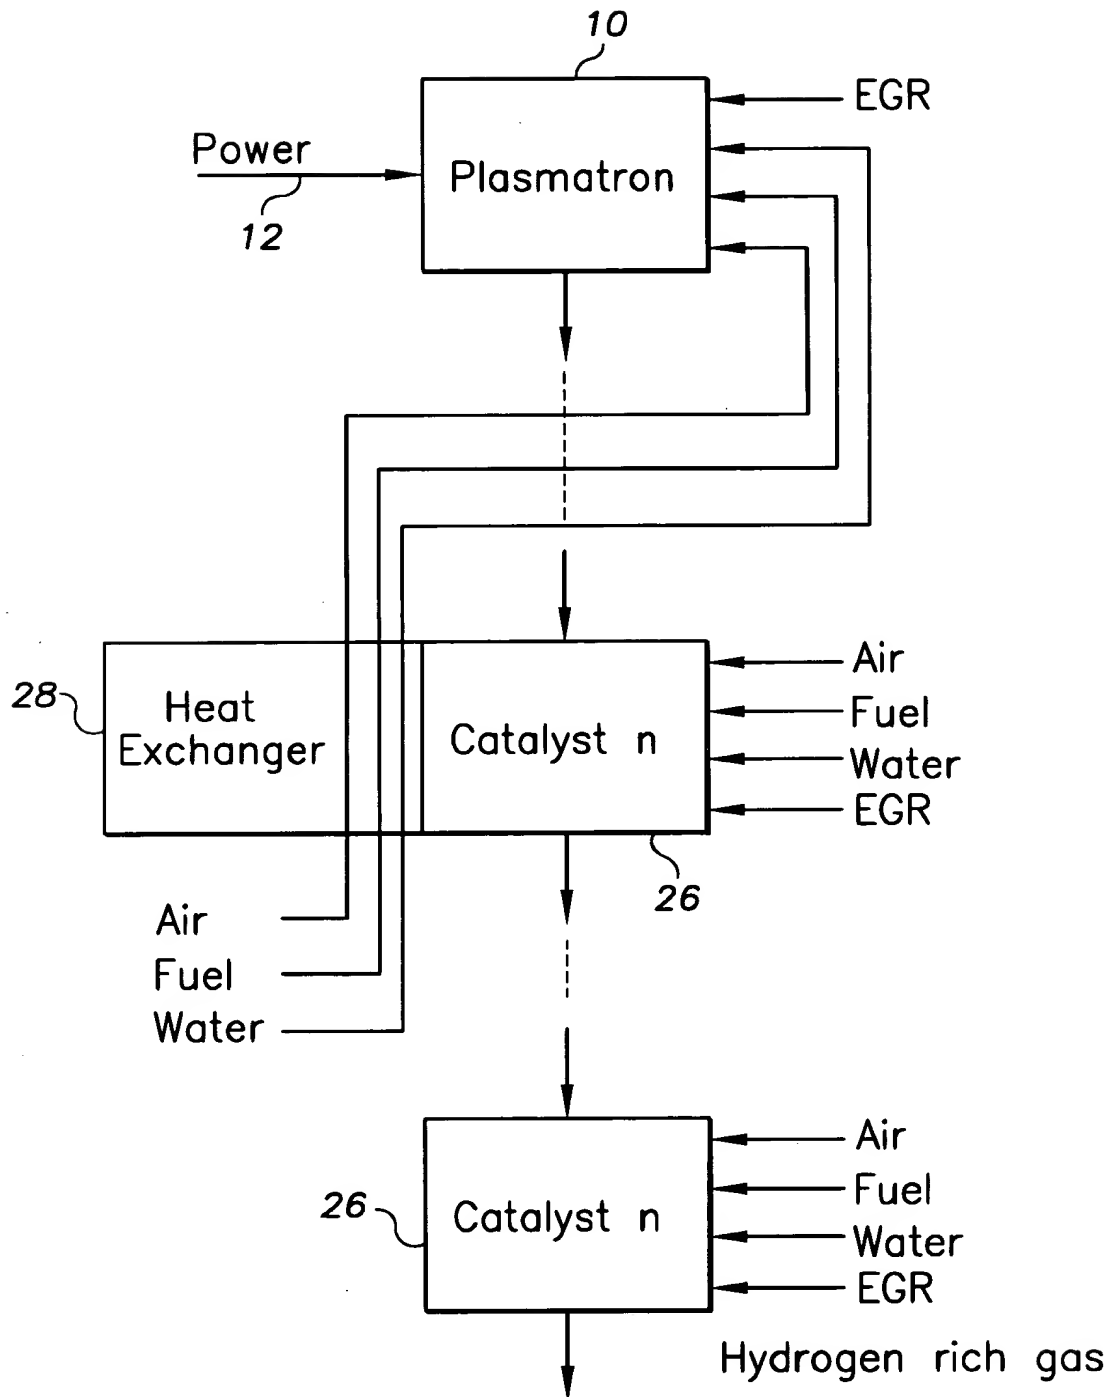 10
EGR
Power
Plasmatron
12
28
Heat
Exchanger
Catalyst n
Air
Fuel
Water
EGR
26
Air
Fuel
Water
26
Catalyst n
Air
Fuel
Water
EGR
Hydrogen rich gas